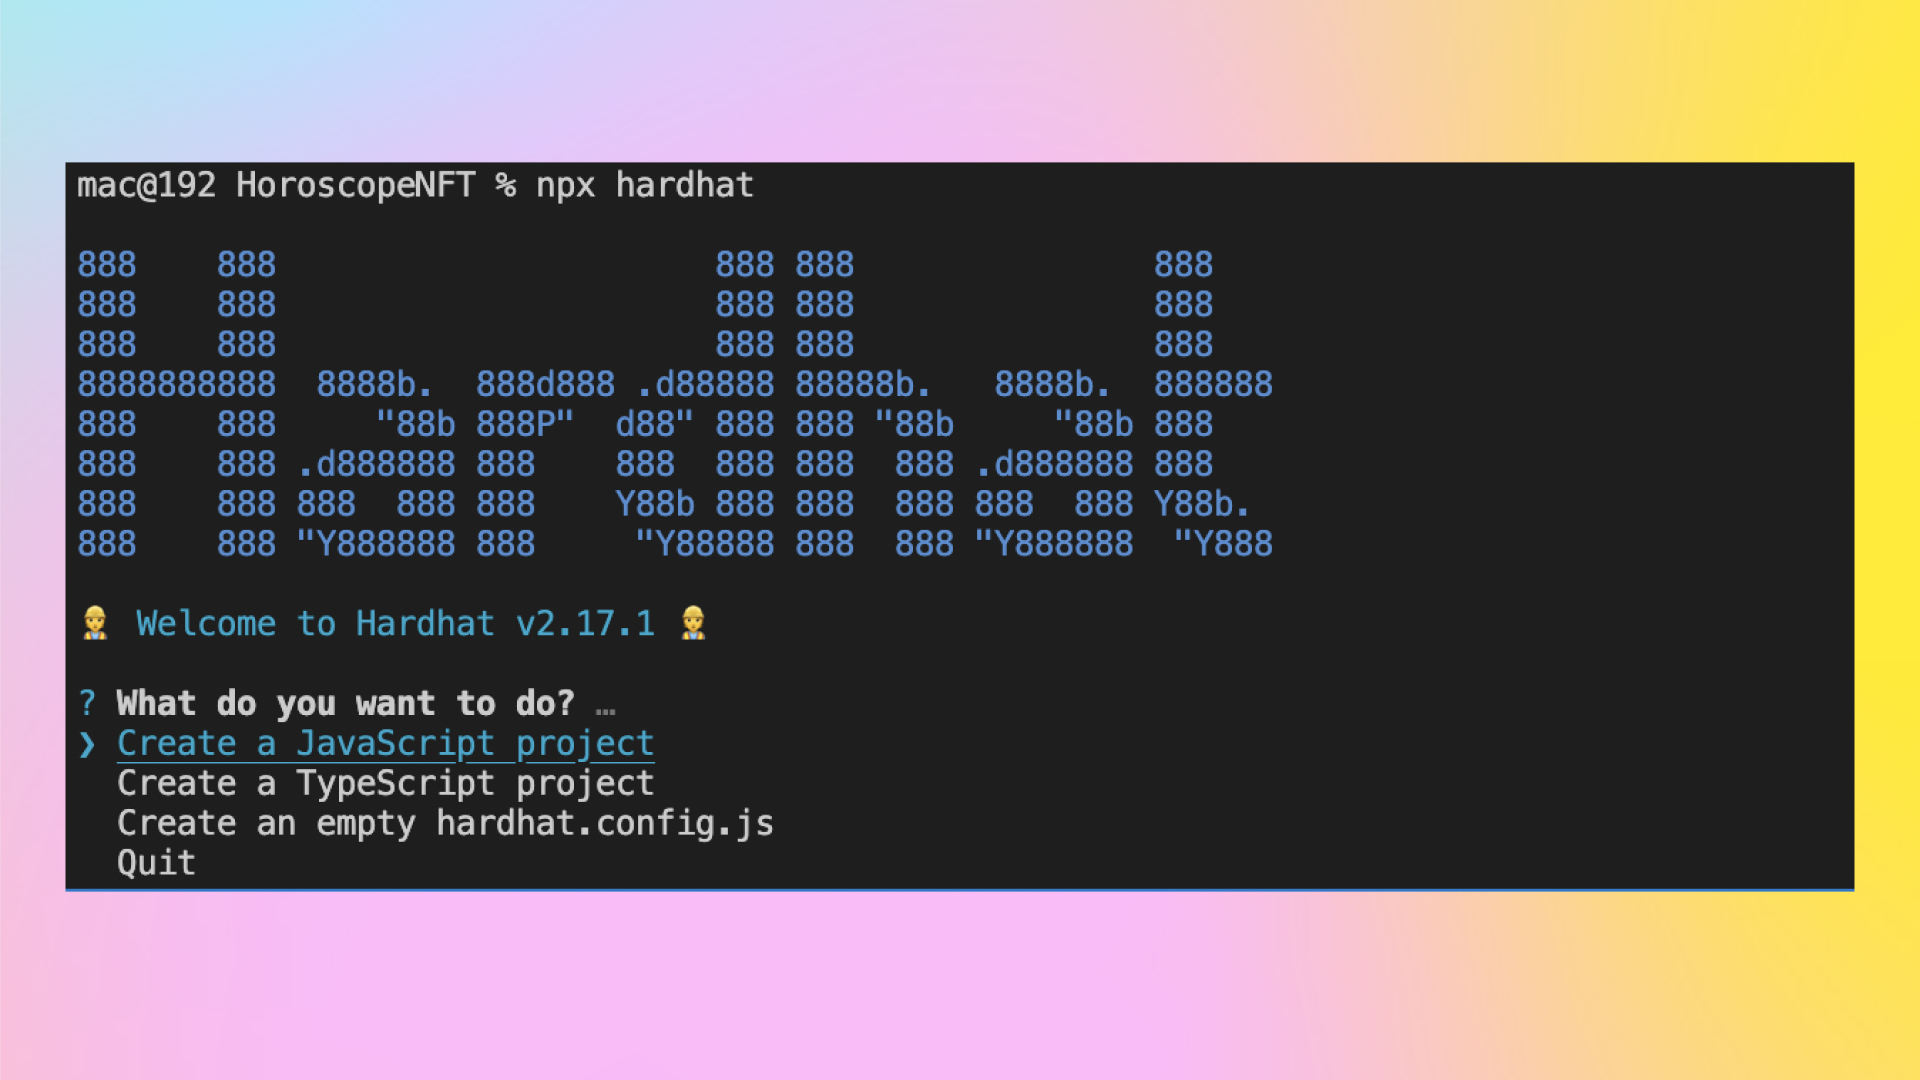 mac@192 HoroscopeNFT % npx hardhat
888    888                      888 888               888
888    888                      888 888               888
888    888                      888 888               888
8888888888  8888b.  888d888 .d88888 88888b.   8888b.  888888
888    888     "88b 888P"  d88" 888 888 "88b     "88b 888
888    888 .d888888 888    888  888 888  888 .d888888 888
888    888 888  888 888    Y88b 888 888  888 888  888 Y88b.
888    888 "Y888888 888     "Y88888 888  888 "Y888888  "Y888
👷 Welcome to Hardhat v2.17.1 👷
? What do you want to do? …
❯ Create a JavaScript project
Create a TypeScript project
Create an empty hardhat.config.js
Quit